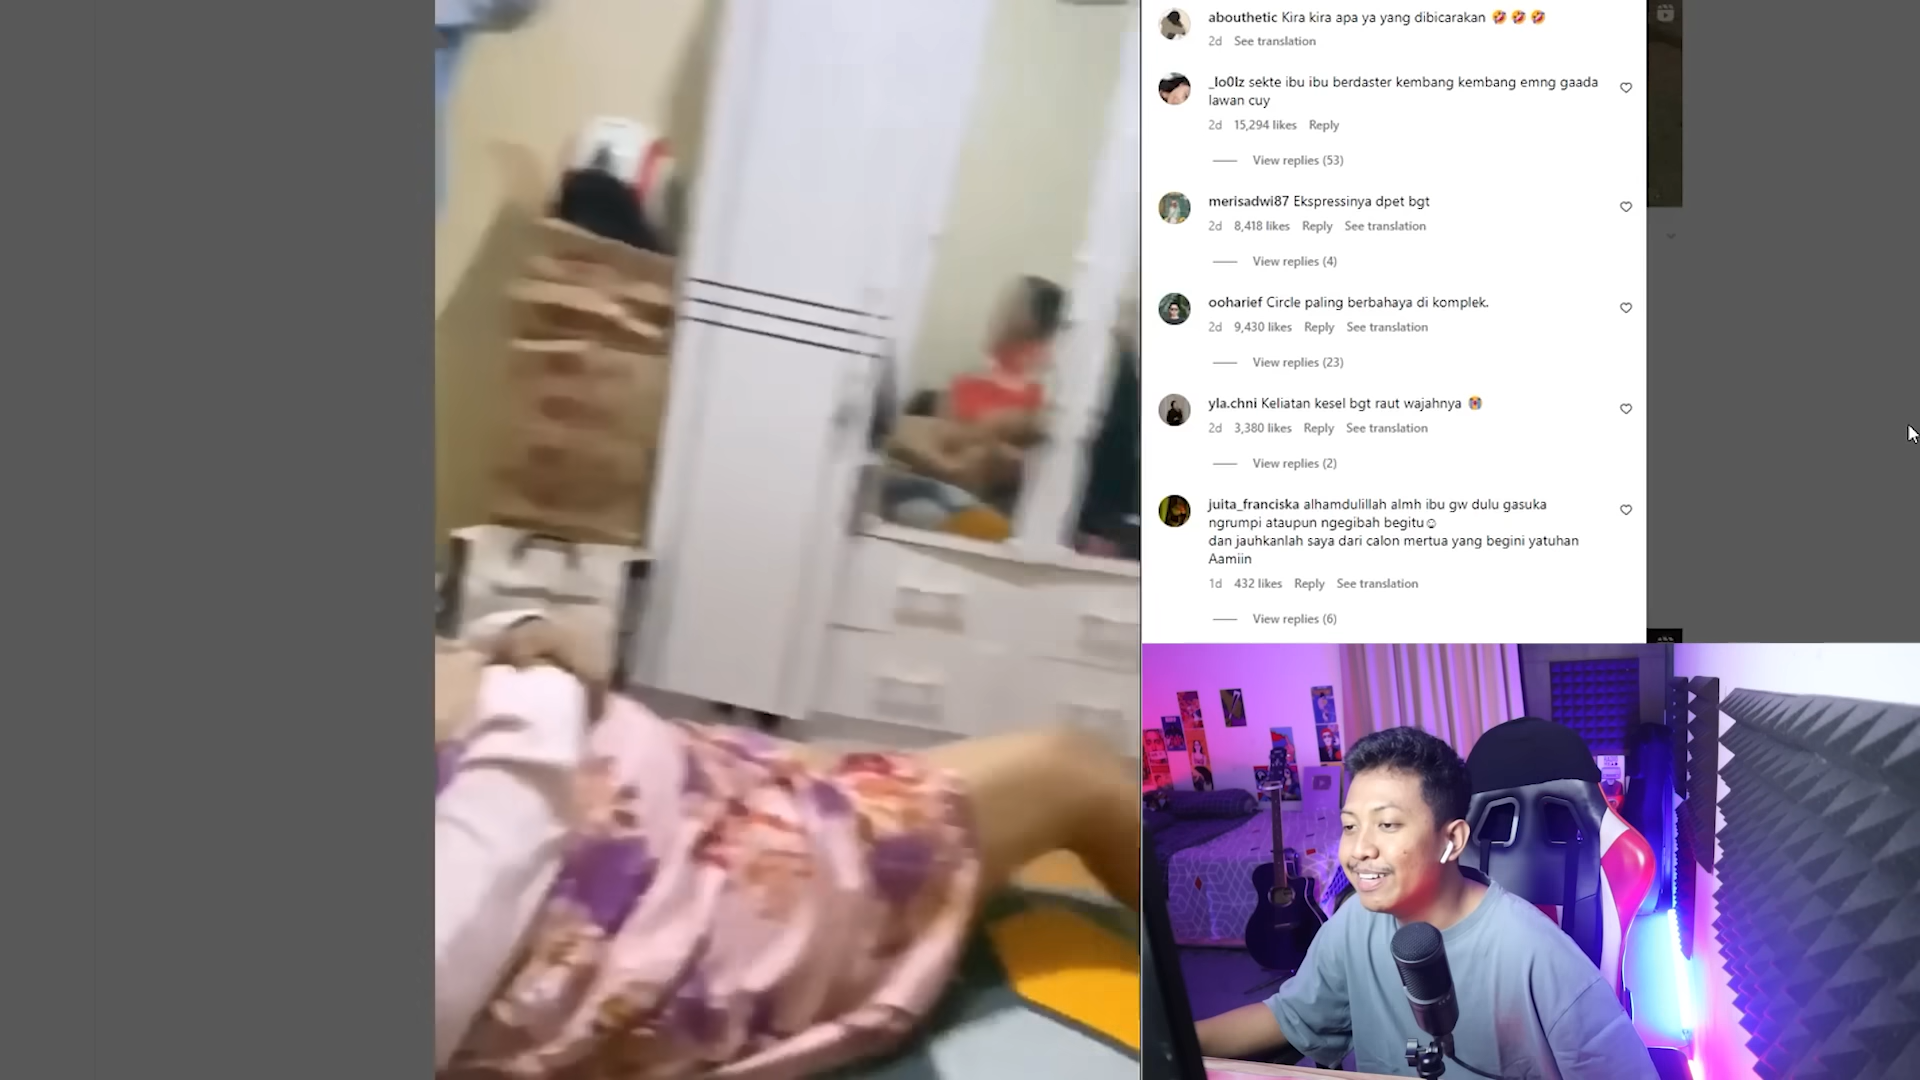 abouthetic Kira kira apa ya yang dibicarakan 🤣 🤣 🤣
2d See translation
_lo0lz sekte ibu ibu berdaster kembang kembang emng gaada
lawan cuy
2d 15,294 likes Reply
View replies (53)
merisadwi87 Ekspressinya dpet bgt
2d 8,418 likes Reply See translation
View replies (4)
ooharief Circle paling berbahaya di komplek.
2d 9,430 likes Reply See translation
View replies (23)
yla.chni Keliatan kesel bgt raut wajahnya 😭
2d 3,380 likes Reply See translation
View replies (2)
juita_franciska alhamdulillah almh ibu gw dulu gasuka
ngrumpi ataupun ngegibah begitu☺
dan jauhkanlah saya dari calon mertua yang begini yatuhan
Aamiin
1d 432 likes Reply See translation
View replies (6)